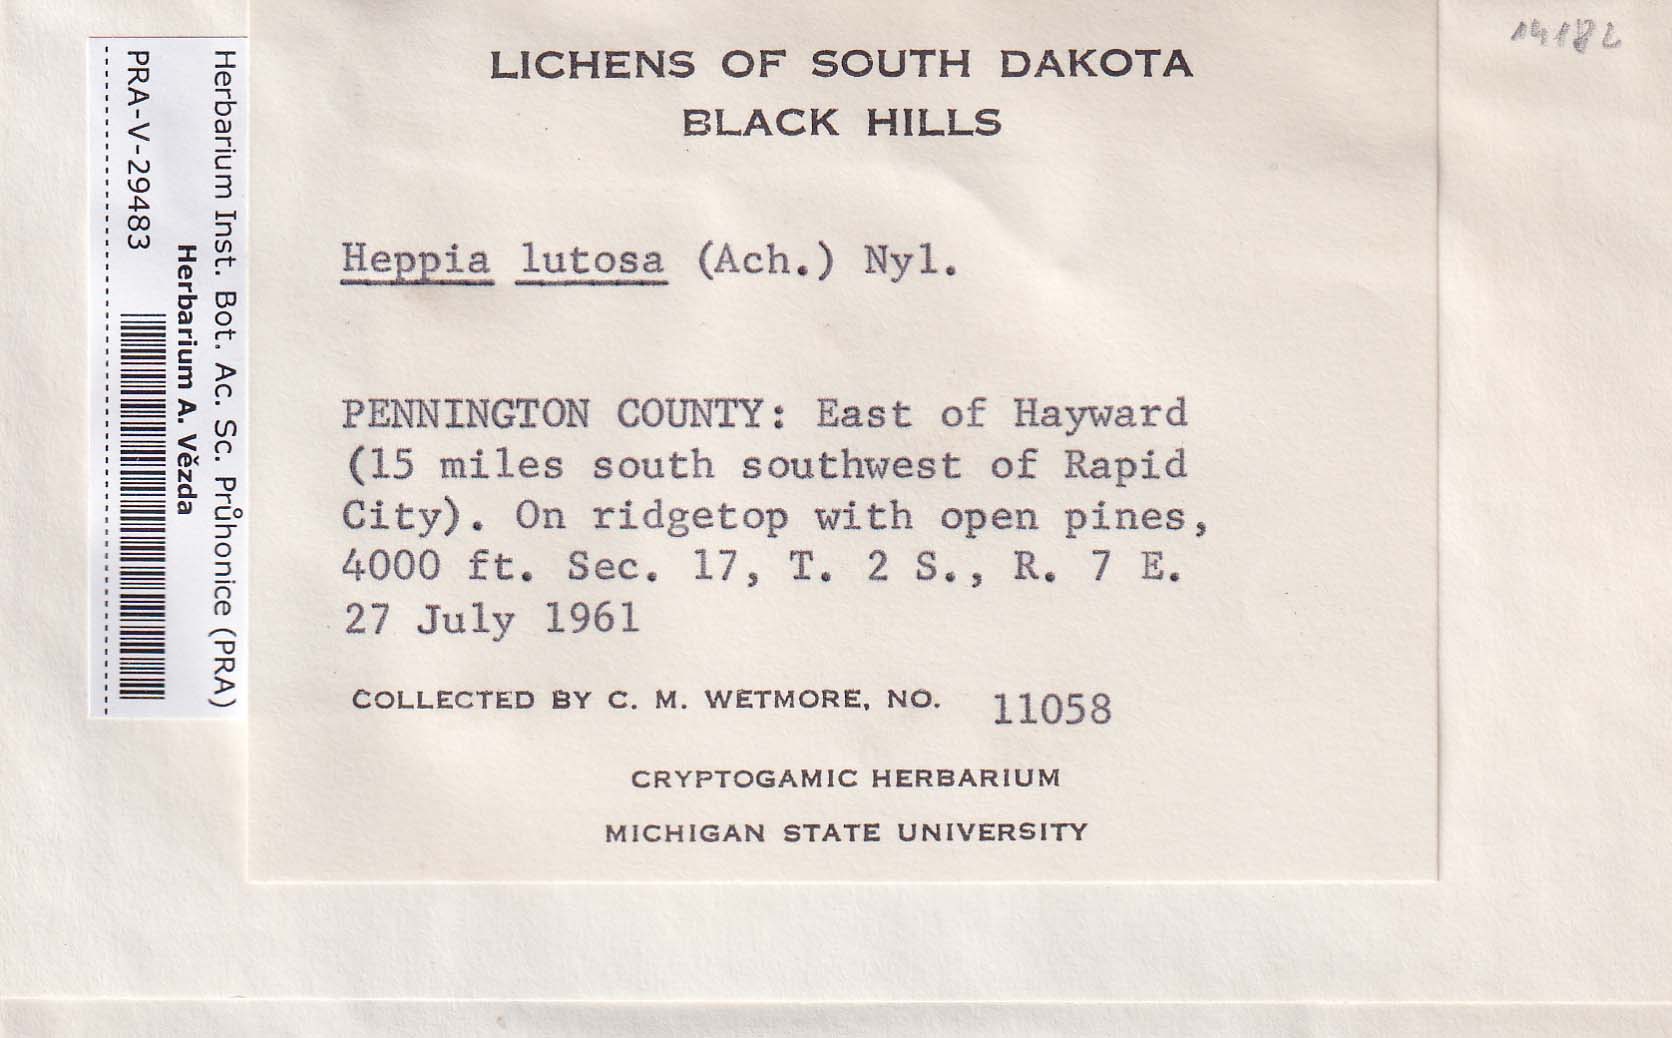 14182
LICHENS OF SOUTH DAKOTA
BLACK HILLS
Heppia lutosa (Ach.) Nyl.
PENNINGTON COUNTY: East of Hayward
(15 miles south southwest of Rapid
City). On ridgetop with open pines,
4000 ft. Sec. 17, T. 2 S., R. 7 E.
27 July 1961
COLLECTED BY C. M. WETMORE, NO. 11058
CRYPTOGAMIC HERBARIUM
MICHIGAN STATE UNIVERSITY
Herbarium Inst. Bot. Ac. Sc. Průhonice (PRA)
Herbarium A. Vězda
PRA-V-29483